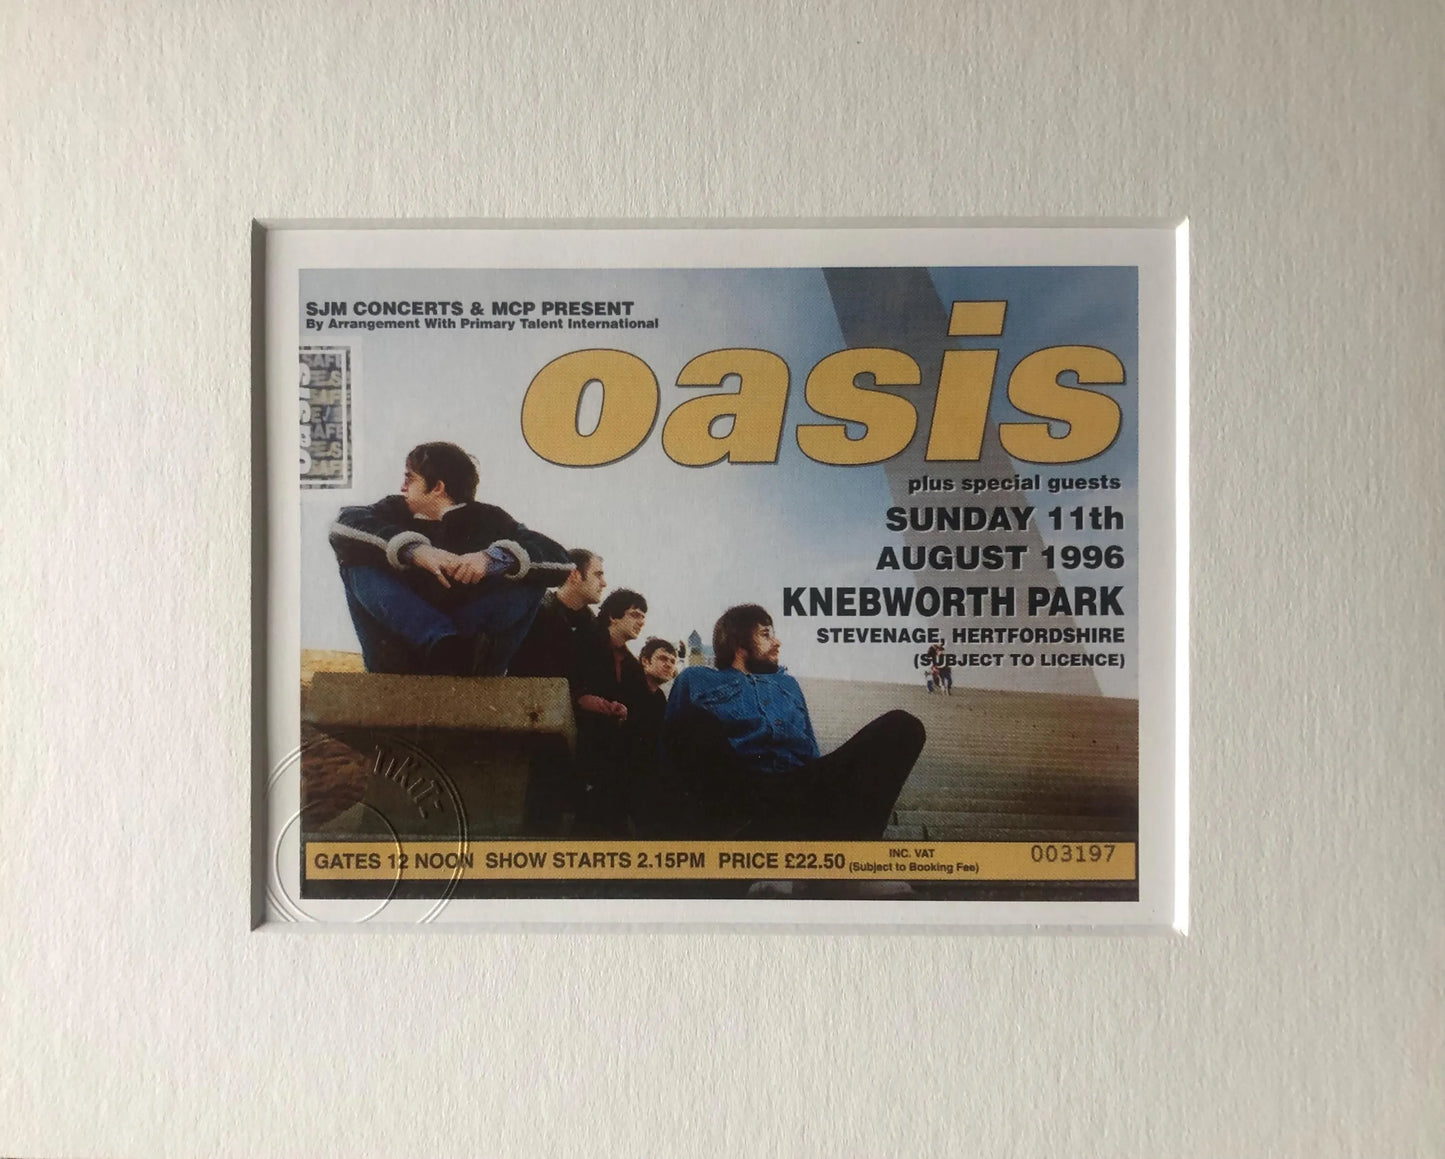 SJM CONCERTS & MCP PRESENT
By Arrangement With Primary Talent International
oasis
plus special guests
SUNDAY 11th
AUGUST 1996
KNEBWORTH PARK
STEVENAGE, HERTFORDSHIRE
(SUBJECT TO LICENCE)
GATES 12 NOON SHOW STARTS 2.15PM PRICE £22.50 INC. VAT
(Subject to Booking Fee)
003197